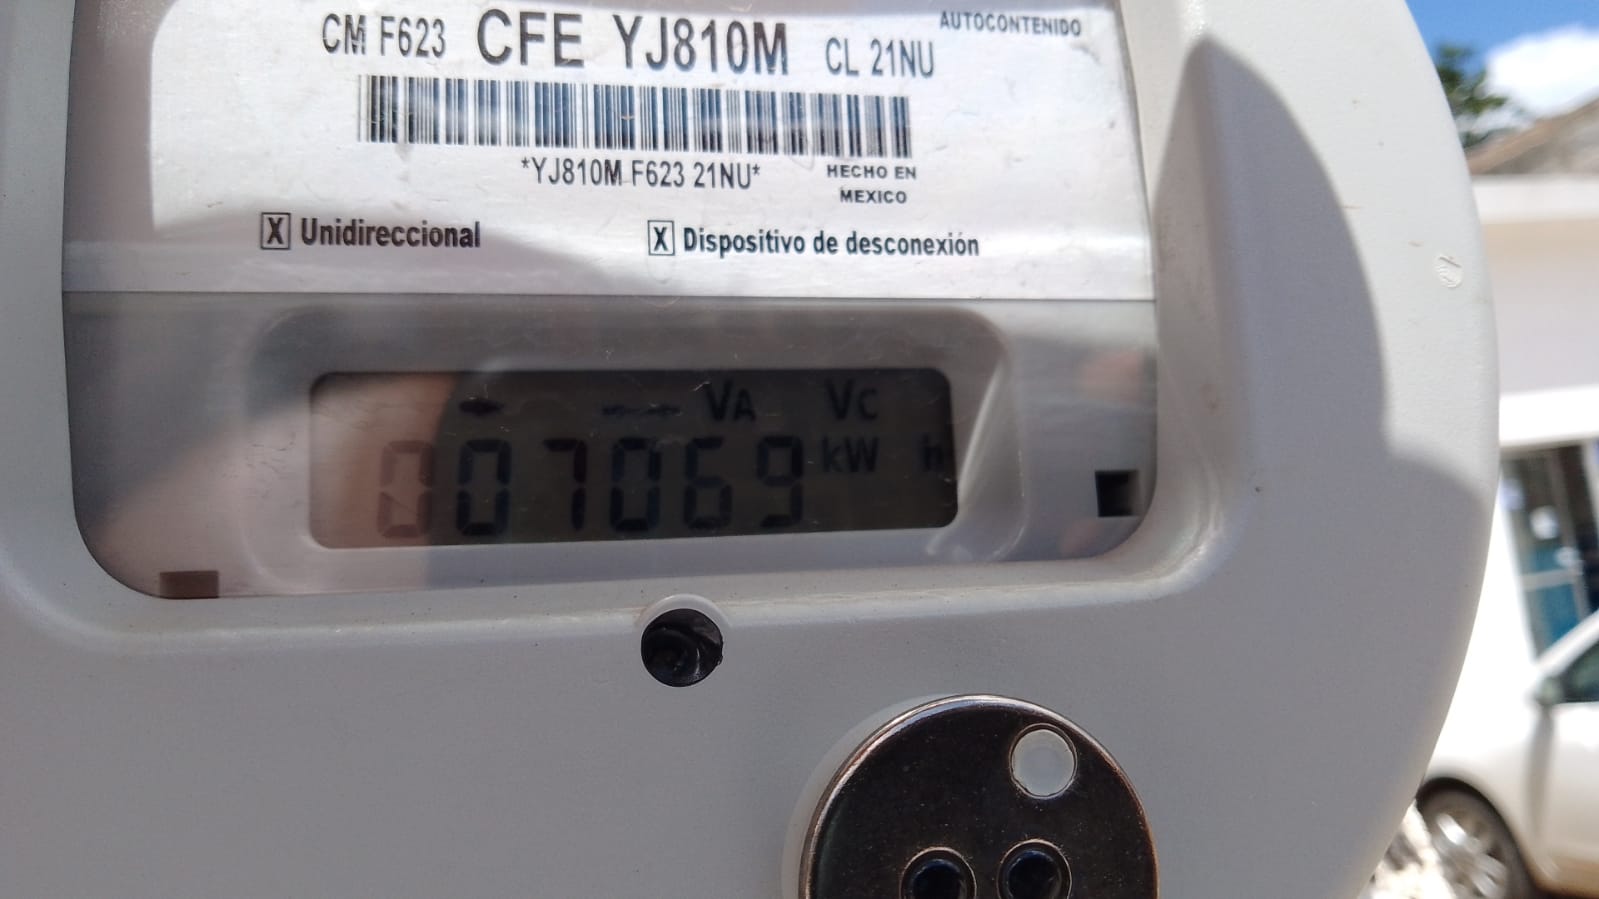 AUTOCONTENIDO
CM F623 CFE YJ810M CL 21NU
*YJ810M F623 21NU*
HECHO EN
MEXICO
X Unidireccional
X Dispositivo de desconexión
VA VC
007069 kW h